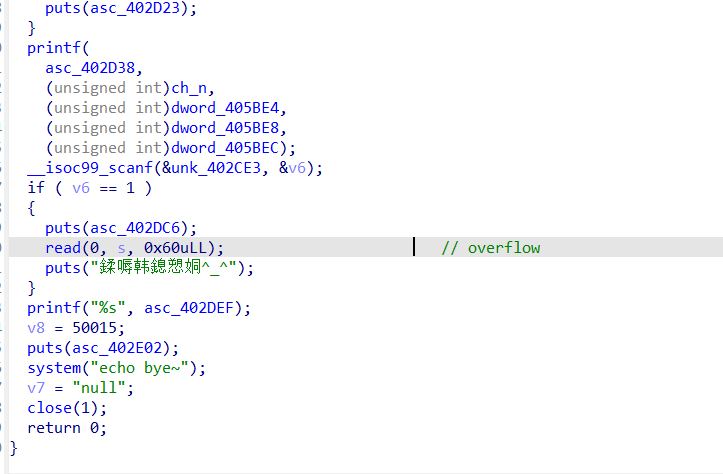 puts(asc_402D23);
}
printf(
asc_402D38,
(unsigned int)ch_n,
(unsigned int)dword_405BE4,
(unsigned int)dword_405BE8,
(unsigned int)dword_405BEC);
__isoc99_scanf(&unk_402CE3, &v6);
if ( v6 == 1 )
{
puts(asc_402DC6);
read(0, s, 0x60uLL); // overflow
puts("鍒嗕韩鎴愬姛^_^");
}
printf("%s", asc_402DEF);
v8 = 50015;
puts(asc_402E02);
system("echo bye~");
v7 = "null";
close(1);
return 0;
}